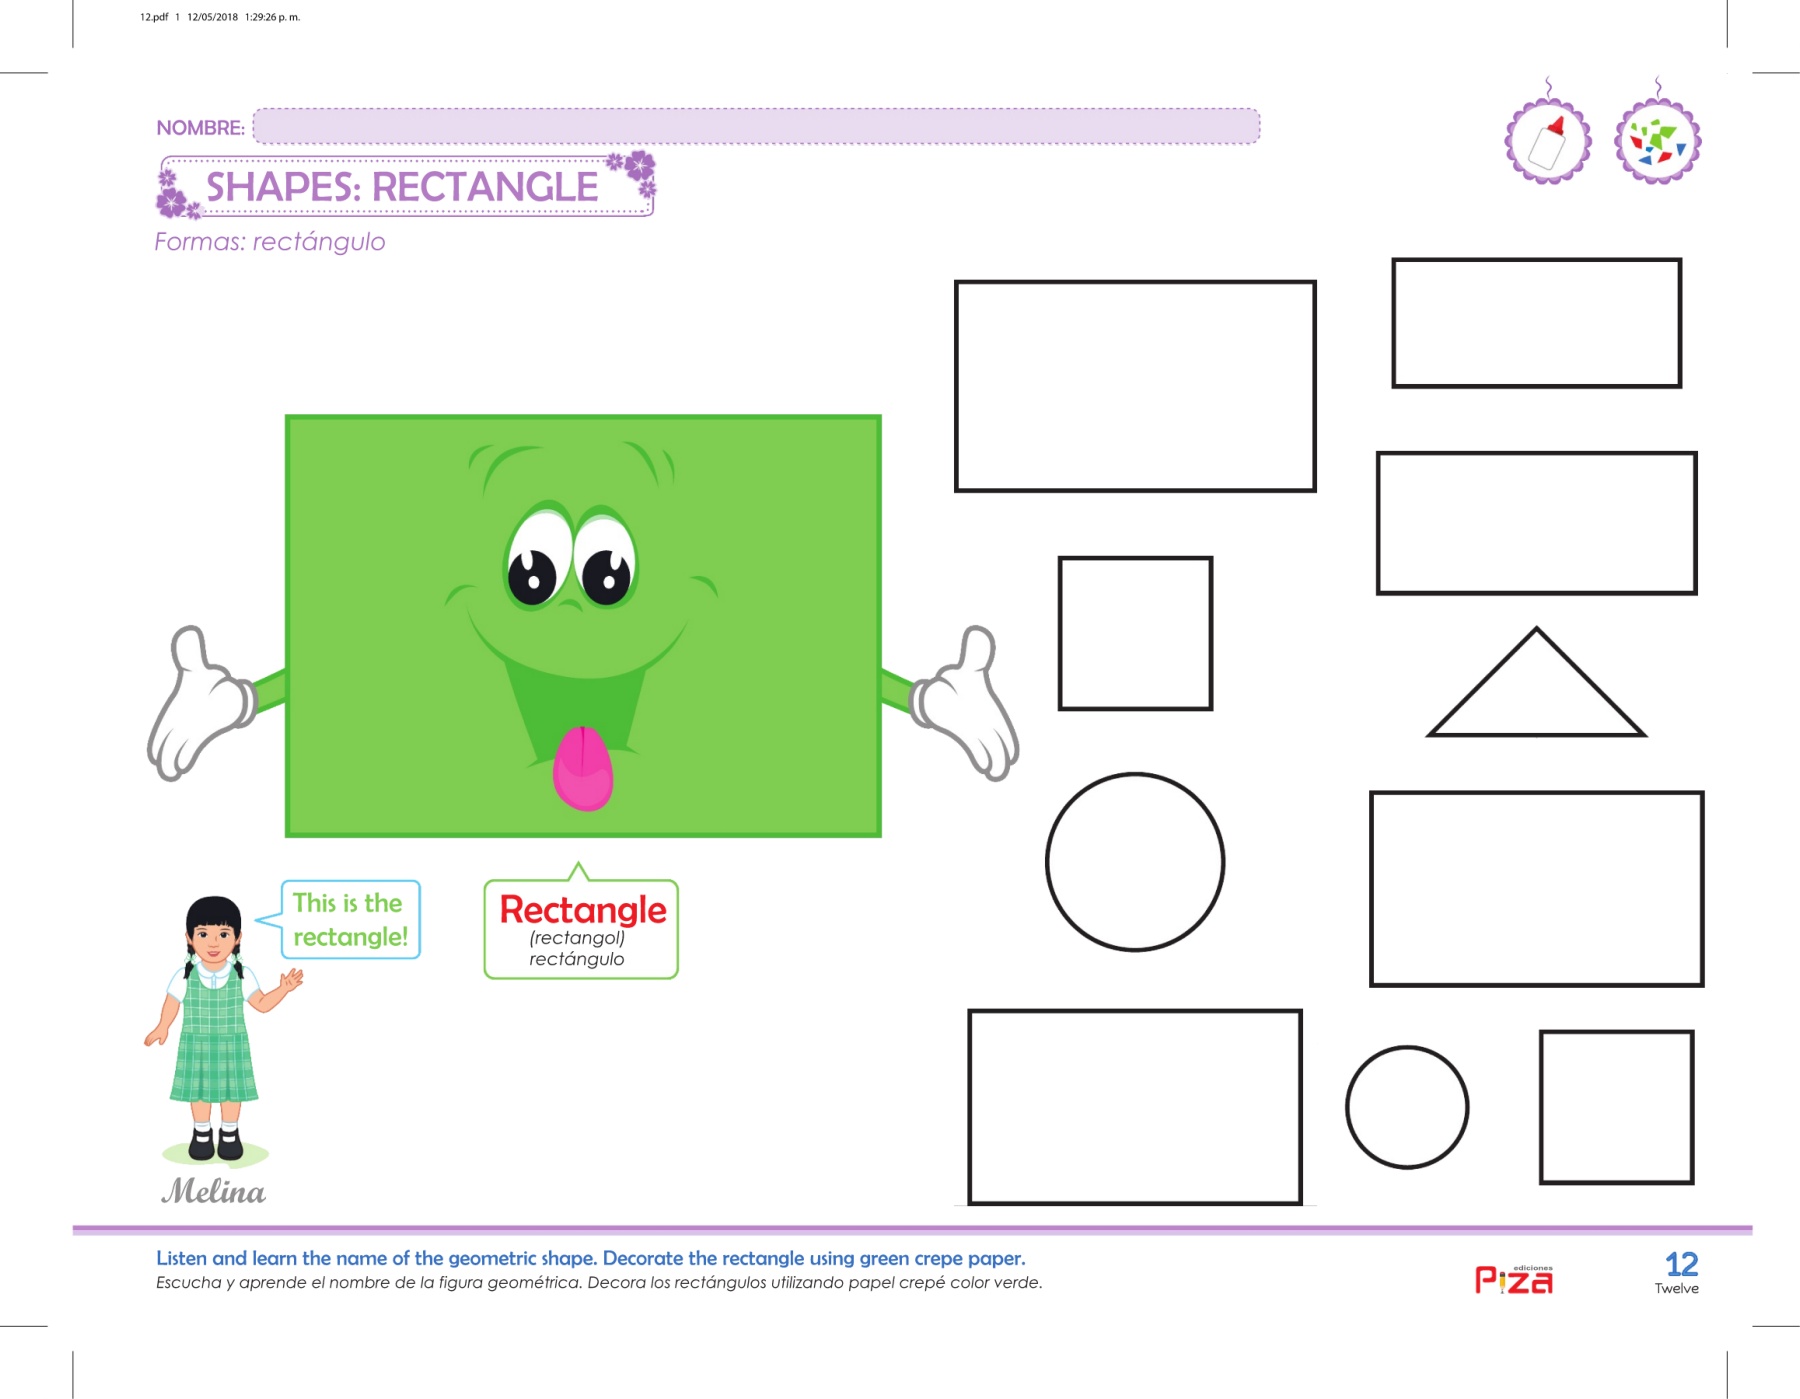 12.pdf 1 12/05/2018 1:29:26 p. m.
NOMBRE:
SHAPES: RECTANGLE
Formas: rectángulo
This is the
rectangle!
Rectangle
(rectangol)
rectángulo
Melina
Listen and learn the name of the geometric shape. Decorate the rectangle using green crepe paper.
Escucha y aprende el nombre de la figura geométrica. Decora los rectángulos utilizando papel crepé color verde.
ediciones
Piza
12
Twelve